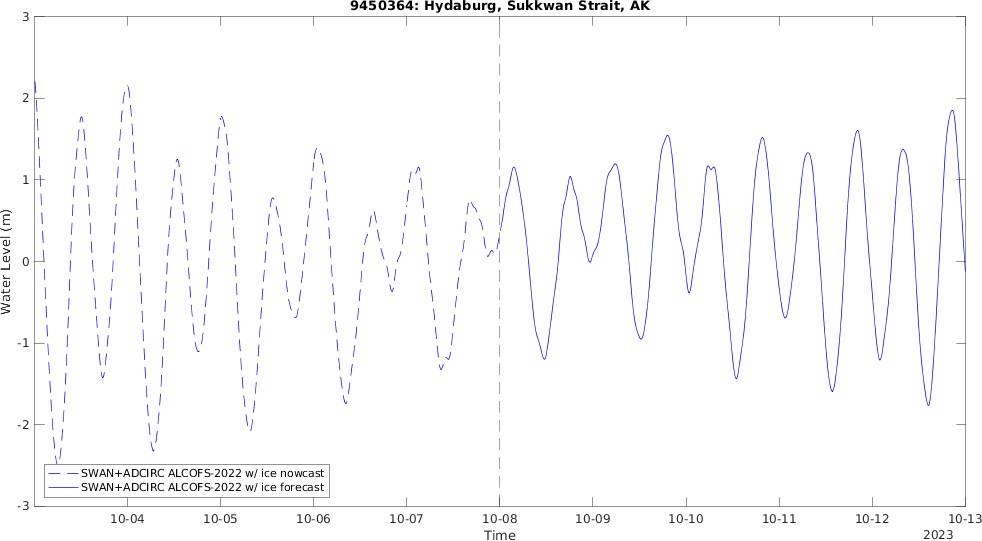 9450364: Hydaburg, Sukkwan Strait, AK
3
2
1
0
-1
-2
-3
Water Level (m)
SWAN+ADCIRC ALCOFS-2022 w/ ice nowcast
SWAN+ADCIRC ALCOFS-2022 w/ ice forecast
10-04 10-05 10-06 10-07 10-08 10-09 10-10 10-11 10-12 10-13
Time
2023